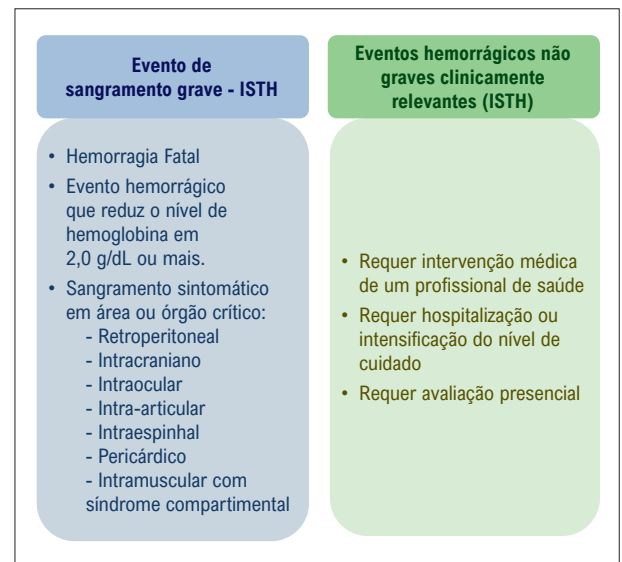 Evento de
sangramento grave - ISTH
• Hemorragia Fatal
• Evento hemorrágico
que reduz o nível de
hemoglobina em
2,0 g/dL ou mais.
• Sangramento sintomático
em área ou órgão crítico:
- Retroperitoneal
- Intracraniano
- Intraocular
- Intra-articular
- Intraespinhal
- Pericárdico
- Intramuscular com
síndrome compartimental
Eventos hemorrágicos não
graves clinicamente
relevantes (ISTH)
• Requer intervenção médica
de um profissional de saúde
• Requer hospitalização ou
intensificação do nível de
cuidado
• Requer avaliação presencial